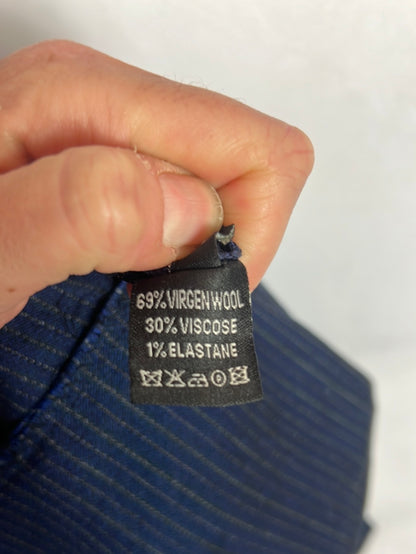 69% VIRGEN WOOL
30% VISCOSE
1% ELASTANE